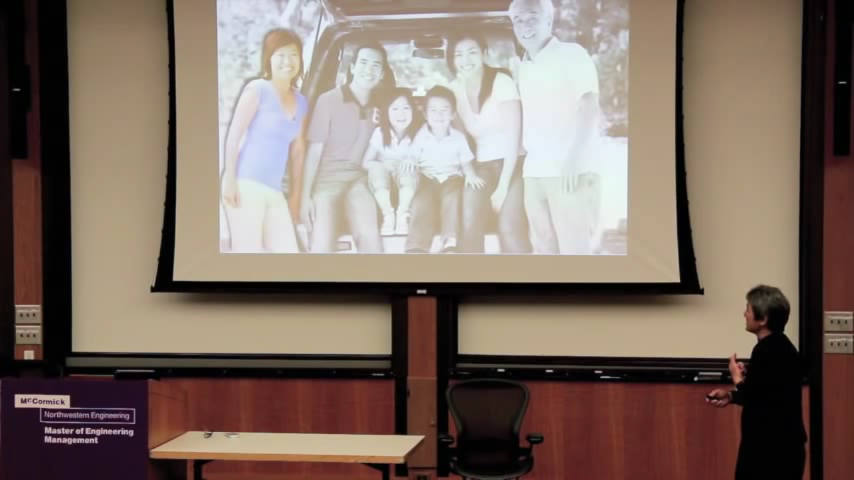 McCormick
Northwestern Engineering
Master of Engineering
Management